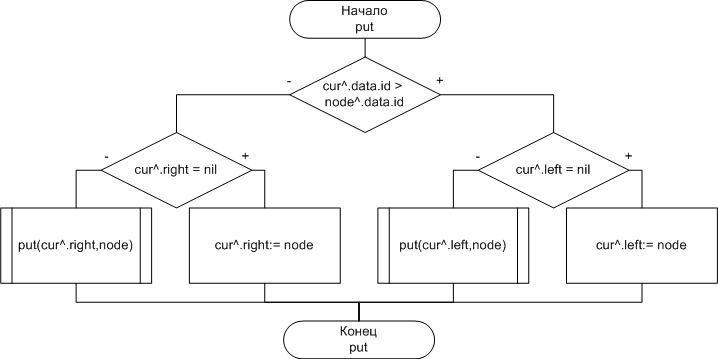 Начало
put
cur^.data.id >
node^.data.id
-
+
cur^.right = nil
-
+
cur^.left = nil
-
+
put(cur^.right,node)
cur^.right:= node
put(cur^.left,node)
cur^.left:= node
Конец
put